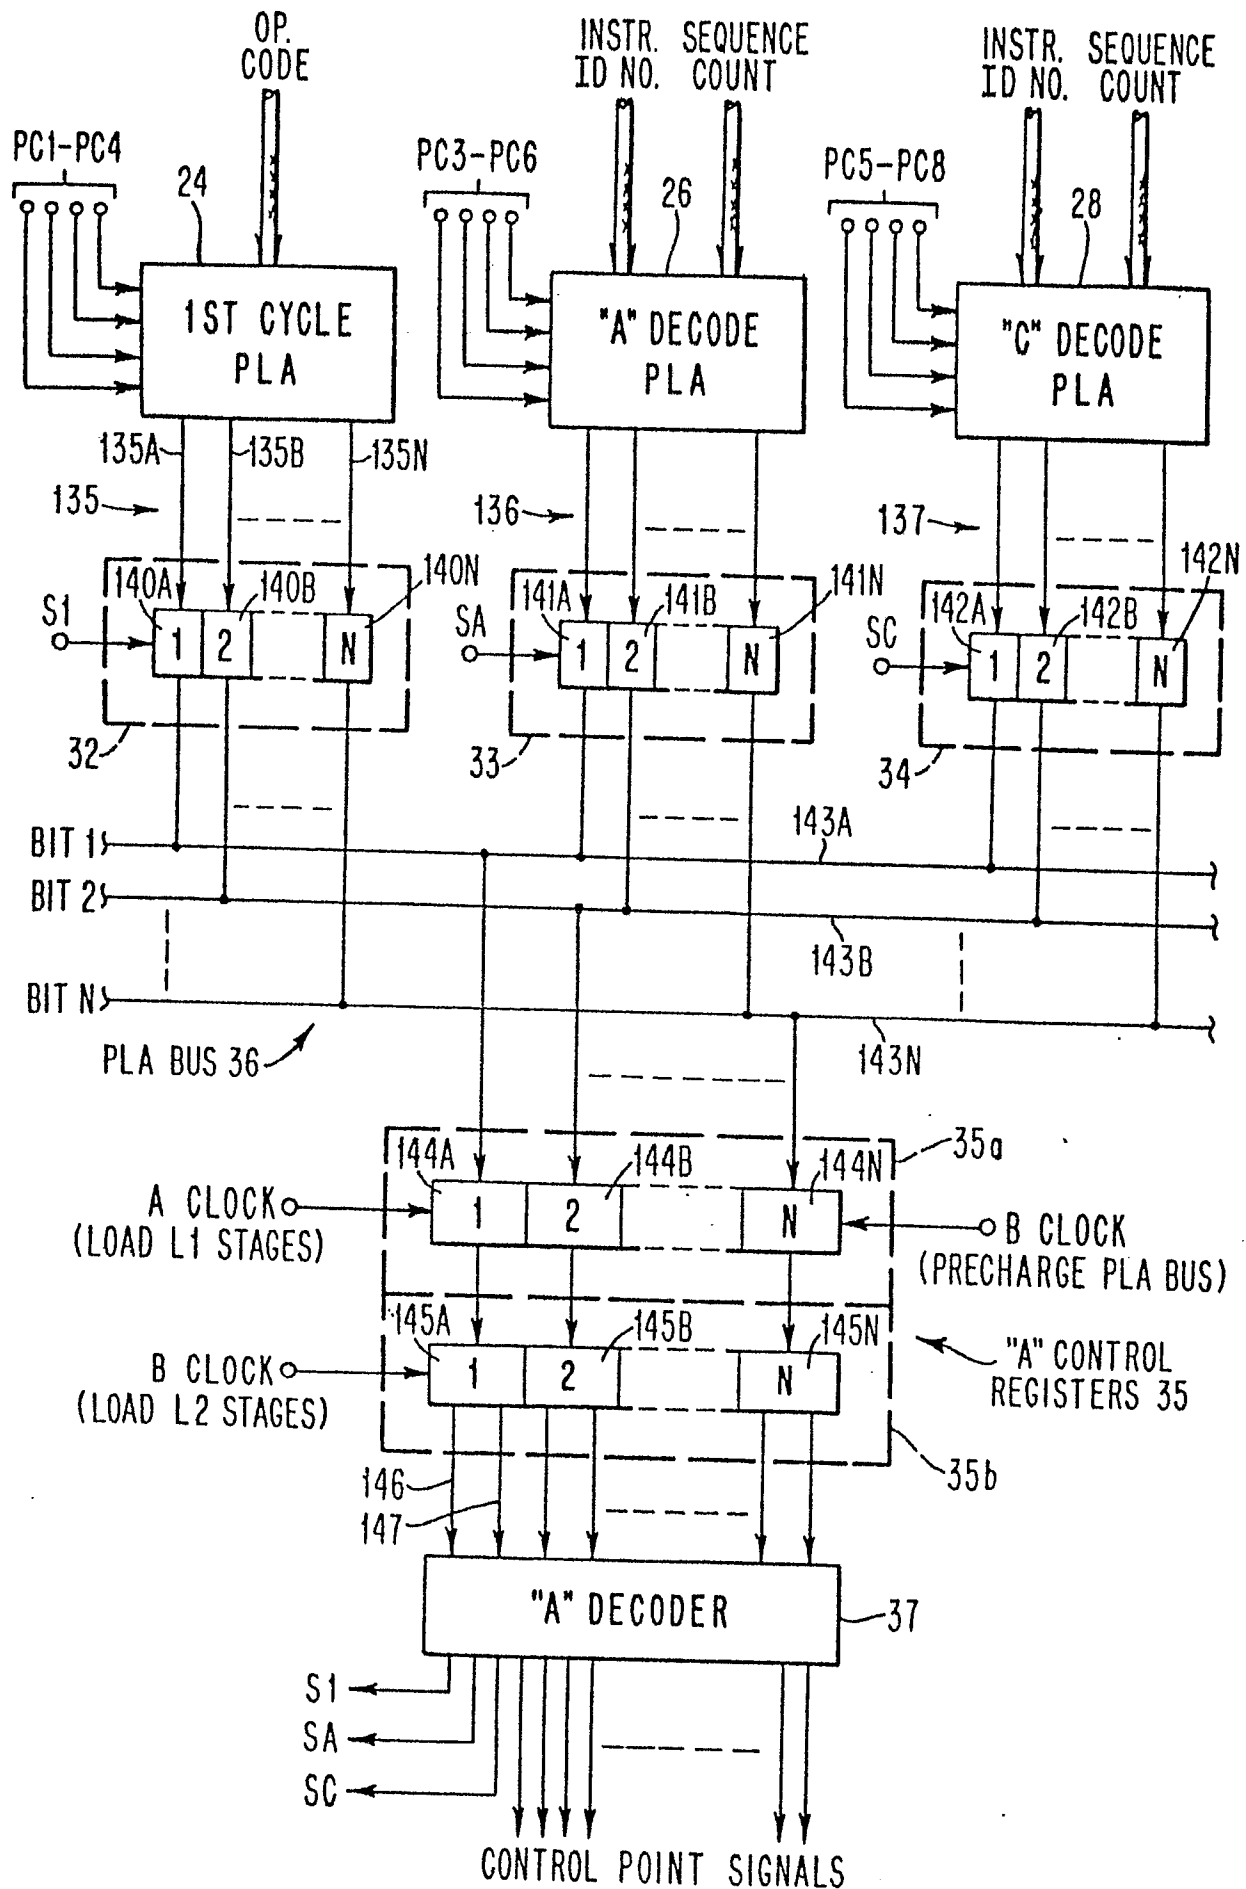 OP.
CODE
INSTR.
ID NO.
SEQUENCE
COUNT
INSTR.
ID NO.
SEQUENCE
COUNT
PC1-PC4
24
PC3-PC6
26
PC5-PC8
28
1ST CYCLE
PLA
"A" DECODE
PLA
"C" DECODE
PLA
135A
135B
135N
135
136
137
140A
140B
140N
141A
141B
141N
142A
142B
142N
S1
1
2
N
SA
1
2
N
SC
1
2
N
32
33
34
BIT 1
143A
BIT 2
143B
BIT N
143N
PLA BUS 36
35a
144A
144B
144N
A CLOCK
(LOAD L1 STAGES)
1
2
N
B CLOCK
(PRECHARGE PLA BUS)
145A
145B
145N
B CLOCK
(LOAD L2 STAGES)
1
2
N
"A" CONTROL
REGISTERS 35
35b
146
147
"A" DECODER
37
S1
SA
SC
CONTROL POINT SIGNALS